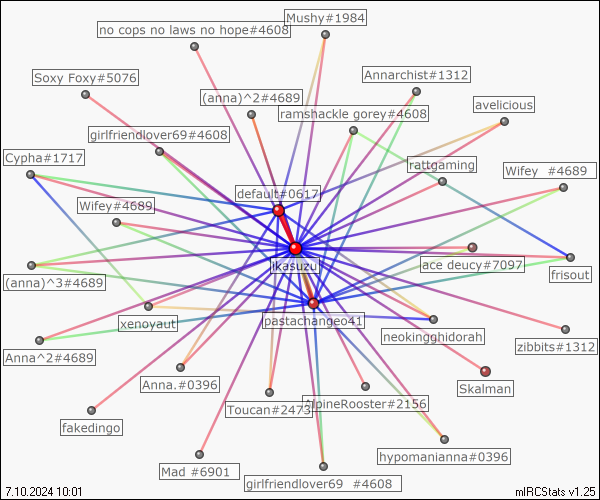 Mushy#1984
no cops no laws no hope#4608
Soxy Foxy#5076
Annarchist#1312
(anna)^2#4689
avelicious
ramshackle gorey#4608
girlfriendlover69#4608
Cypha#1717
rattgaming
Wifey #4689
default#0617
Wifey#4689
ikasuzu
ace deucy#7097
frisout
(anna)^3#4689
pastachangeo41
xenoyaut
neokingghidorah
zibbits#1312
Anna^2#4689
Anna.#0396
Skalman
Toucan#2473
AlpineRooster#2156
fakedingo
hypomanianna#0396
Mad #6901
girlfriendlover69 #4608
7.10.2024 10:01
mIRCStats v1.25